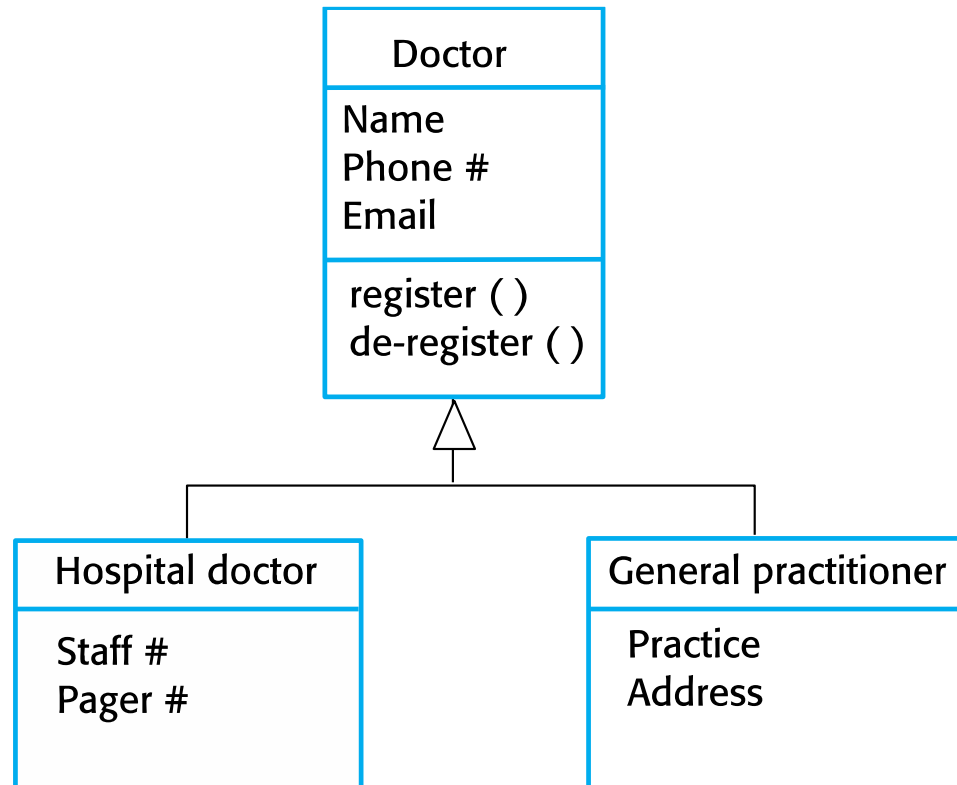 Doctor
Name
Phone #
Email
register ( )
de-register ( )
Hospital doctor
Staff #
Pager #
General practitioner
Practice
Address